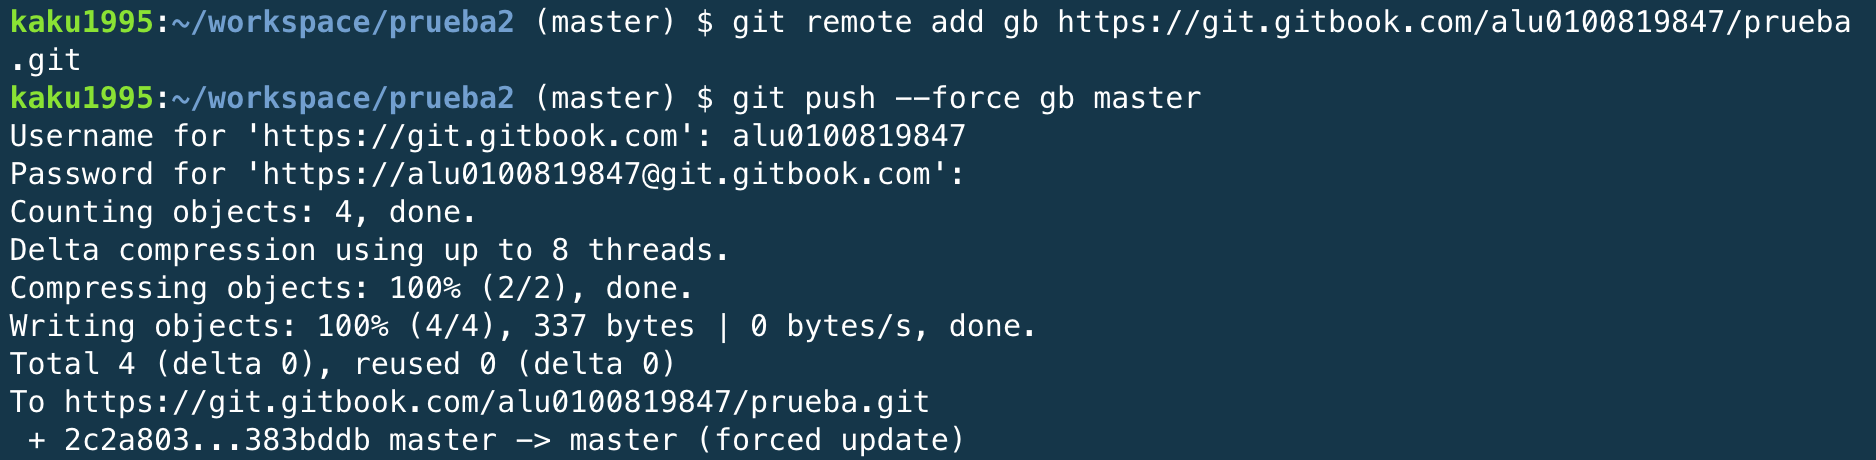 kaku1995:~/workspace/prueba2 (master) $ git remote add gb https://git.gitbook.com/alu0100819847/prueba
.git
kaku1995:~/workspace/prueba2 (master) $ git push --force gb master
Username for 'https://git.gitbook.com': alu0100819847
Password for 'https://alu0100819847@git.gitbook.com':
Counting objects: 4, done.
Delta compression using up to 8 threads.
Compressing objects: 100% (2/2), done.
Writing objects: 100% (4/4), 337 bytes | 0 bytes/s, done.
Total 4 (delta 0), reused 0 (delta 0)
To https://git.gitbook.com/alu0100819847/prueba.git
 + 2c2a803...383bddb master -> master (forced update)